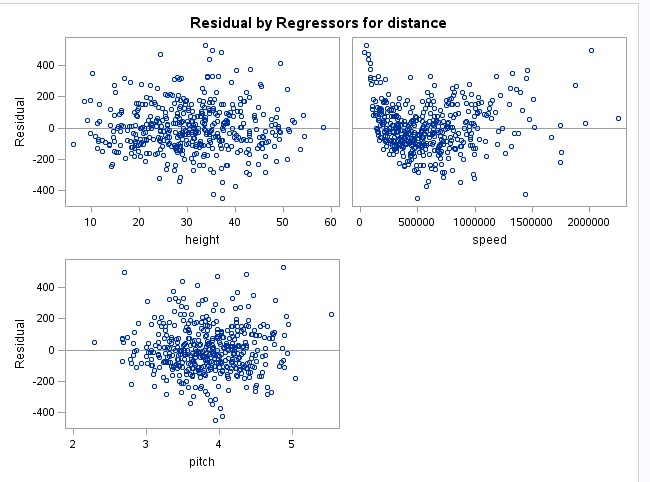 Residual by Regressors for distance
Residual
400
200
0
-200
-400
10 20 30 40 50 60
height
0 500000 1000000 1500000 2000000
speed
Residual
400
200
0
-200
-400
2 3 4 5
pitch